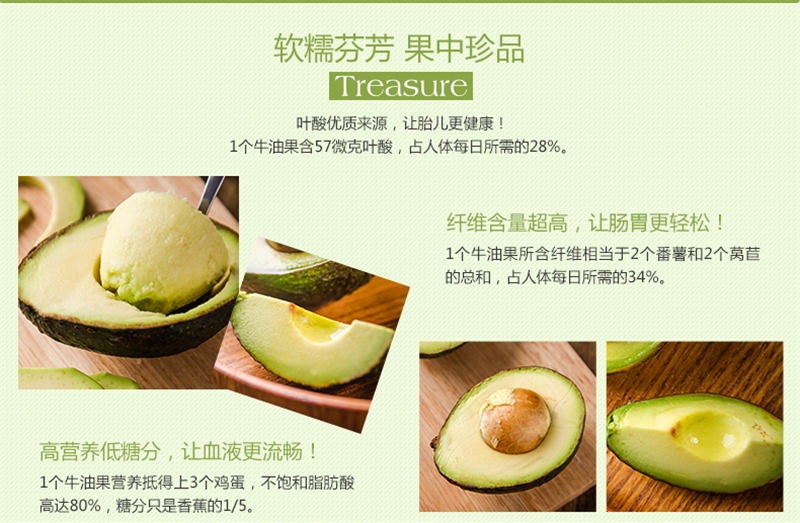 软糯芬芳 果中珍品
Treasure
叶酸优质来源，让胎儿更健康！
1个牛油果含57微克叶酸，占人体每日所需的28%。
纤维含量超高，让肠胃更轻松！
1个牛油果所含纤维相当于2个番薯和2个莴苣
的总和，占人体每日所需的34%。
高营养低糖分，让血液更流畅！
1个牛油果营养抵得上3个鸡蛋，不饱和脂肪酸
高达80%，糖分只是香蕉的1/5。